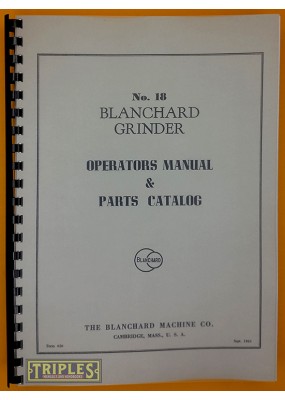 No. 18
BLANCHARD
GRINDER
OPERATORS MANUAL
&
PARTS CATALOG
BLANCHARD
THE BLANCHARD MACHINE CO.
CAMBRIDGE, MASS., U. S. A.
TRIPLES